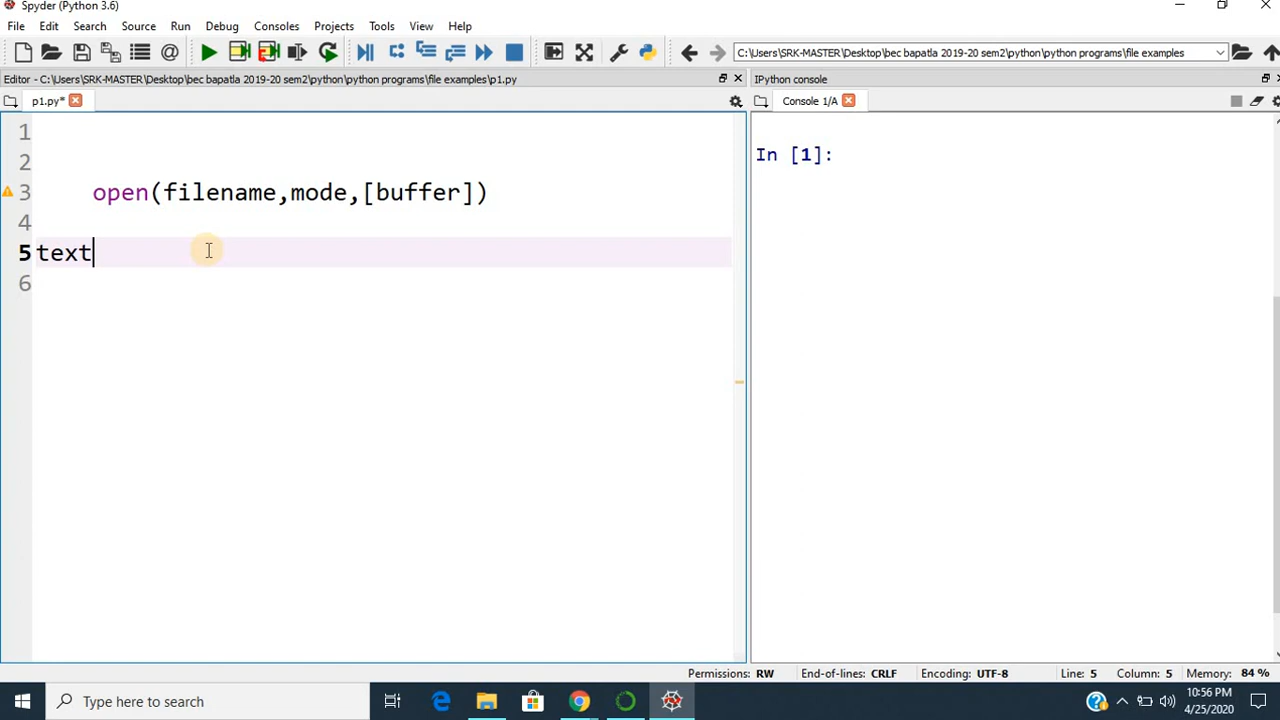 Spyder (Python 3.6)
File Edit Search Source Run Debug Consoles Projects Tools View Help
C:\Users\SRK-MASTER\Desktop\bec bapatla 2019-20 sem2\python\python programs\file examples
Editor - C:\Users\SRK-MASTER\Desktop\bec bapatla 2019-20 sem2\python\python programs\file examples\p1.py
IPython console
p1.py*
Console 1/A
1
2
3 open(filename,mode,[buffer])
4
5 text
6
In [1]:
Permissions: RW End-of-lines: CRLF Encoding: UTF-8 Line: 5 Column: 5 Memory: 84 %
Type here to search
10:56 PM
4/25/2020